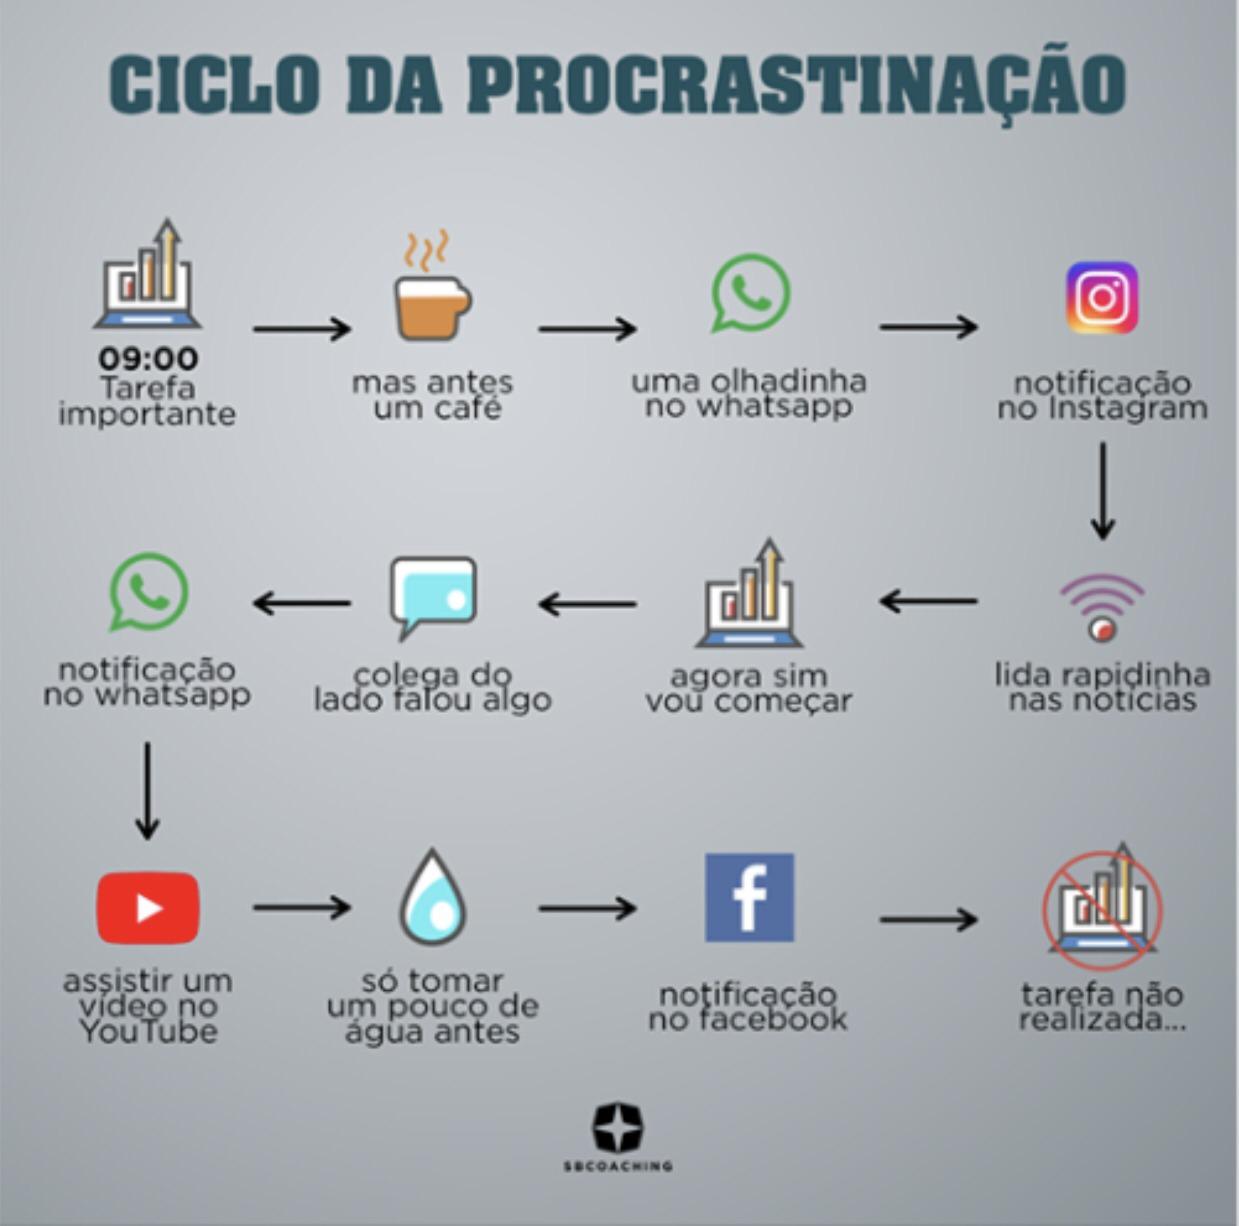 CICLO DA PROCRASTINAÇÃO
09:00
Tarefa
importante
mas antes
um café
uma olhadinha
no whatsapp
notificação
no Instagram
lida rapidinha
nas notícias
agora sim
vou começar
colega do
lado falou algo
notificação
no whatsapp
assistir um
vídeo no
YouTube
só tomar
um pouco de
água antes
notificação
no facebook
tarefa não
realizada...
SBCOACHING